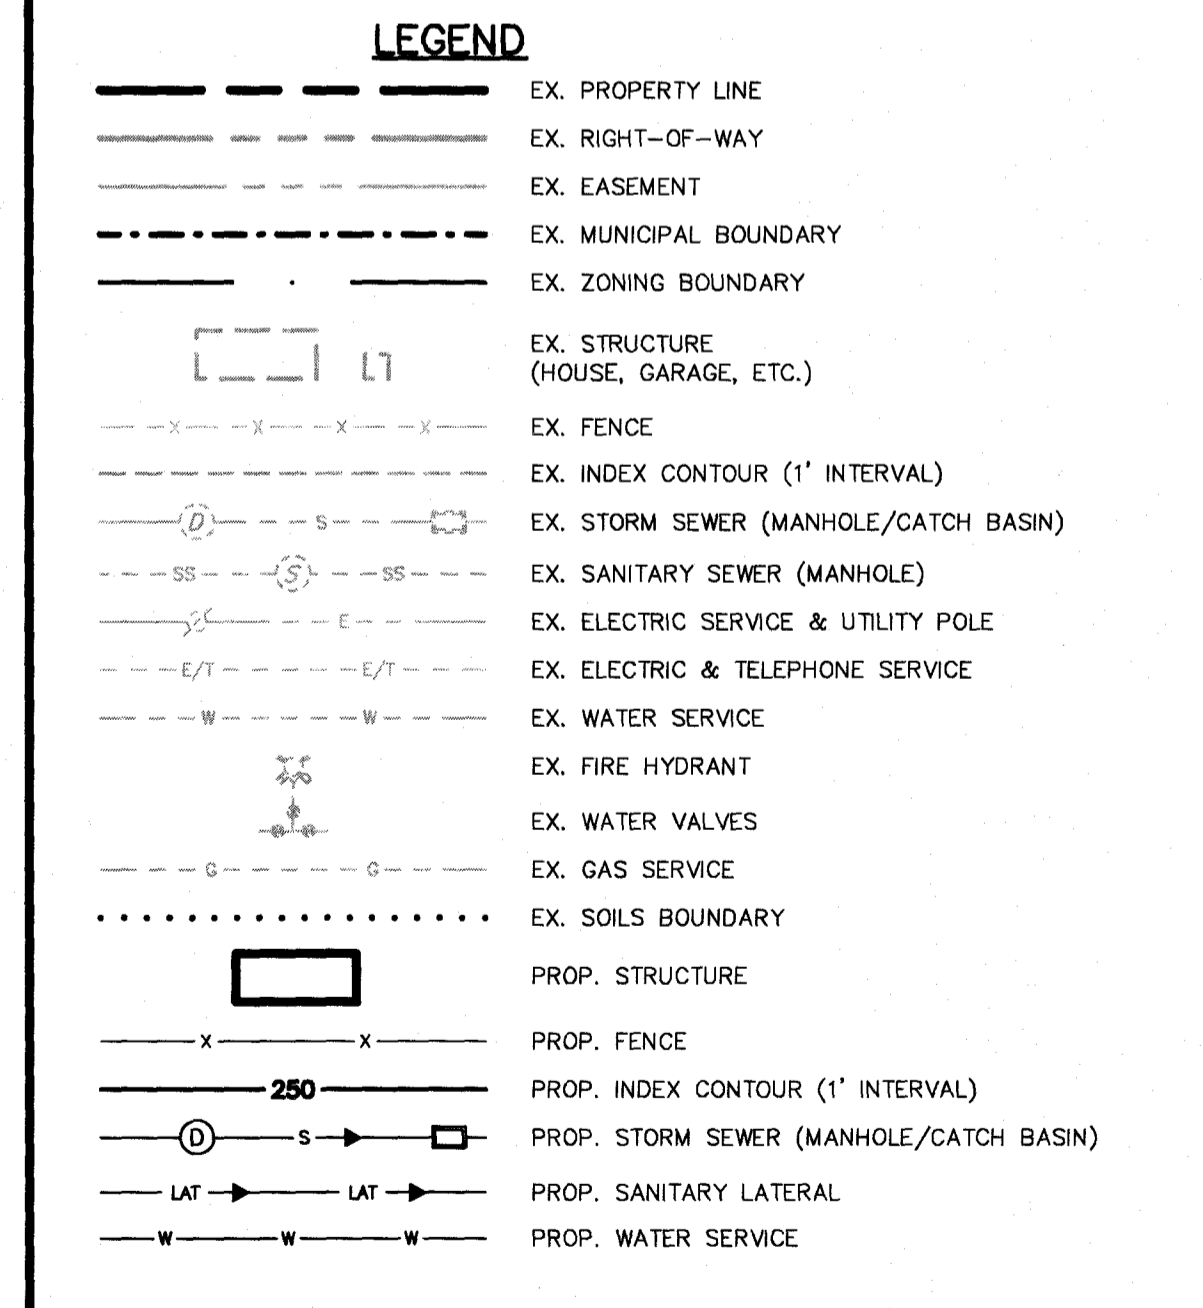 LEGEND
EX. PROPERTY LINE
EX. RIGHT-OF-WAY
EX. EASEMENT
EX. MUNICIPAL BOUNDARY
EX. ZONING BOUNDARY
EX. STRUCTURE
(HOUSE, GARAGE, ETC.)
X X X X EX. FENCE
EX. INDEX CONTOUR (1' INTERVAL)
D S EX. STORM SEWER (MANHOLE/CATCH BASIN)
SS S SS EX. SANITARY SEWER (MANHOLE)
E EX. ELECTRIC SERVICE & UTILITY POLE
E/T E/T EX. ELECTRIC & TELEPHONE SERVICE
W W EX. WATER SERVICE
EX. FIRE HYDRANT
EX. WATER VALVES
G G EX. GAS SERVICE
EX. SOILS BOUNDARY
PROP. STRUCTURE
X X PROP. FENCE
250 PROP. INDEX CONTOUR (1' INTERVAL)
D S PROP. STORM SEWER (MANHOLE/CATCH BASIN)
LAT LAT PROP. SANITARY LATERAL
W W W PROP. WATER SERVICE